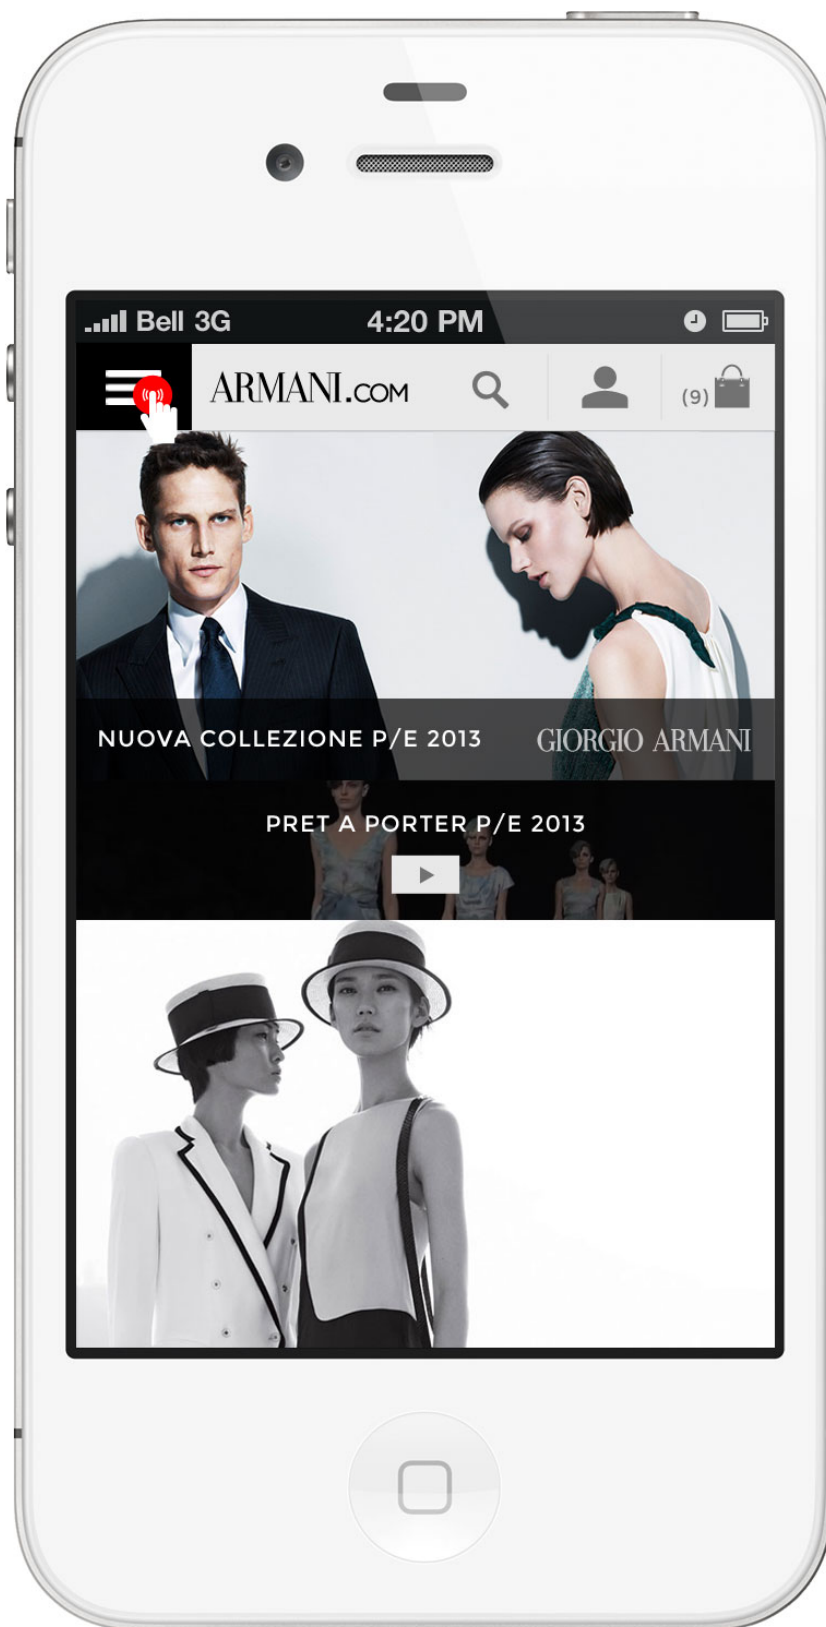 Bell 3G 4:20 PM
ARMANI.COM (9)
NUOVA COLLEZIONE P/E 2013 GIORGIO ARMANI
PRET A PORTER P/E 2013